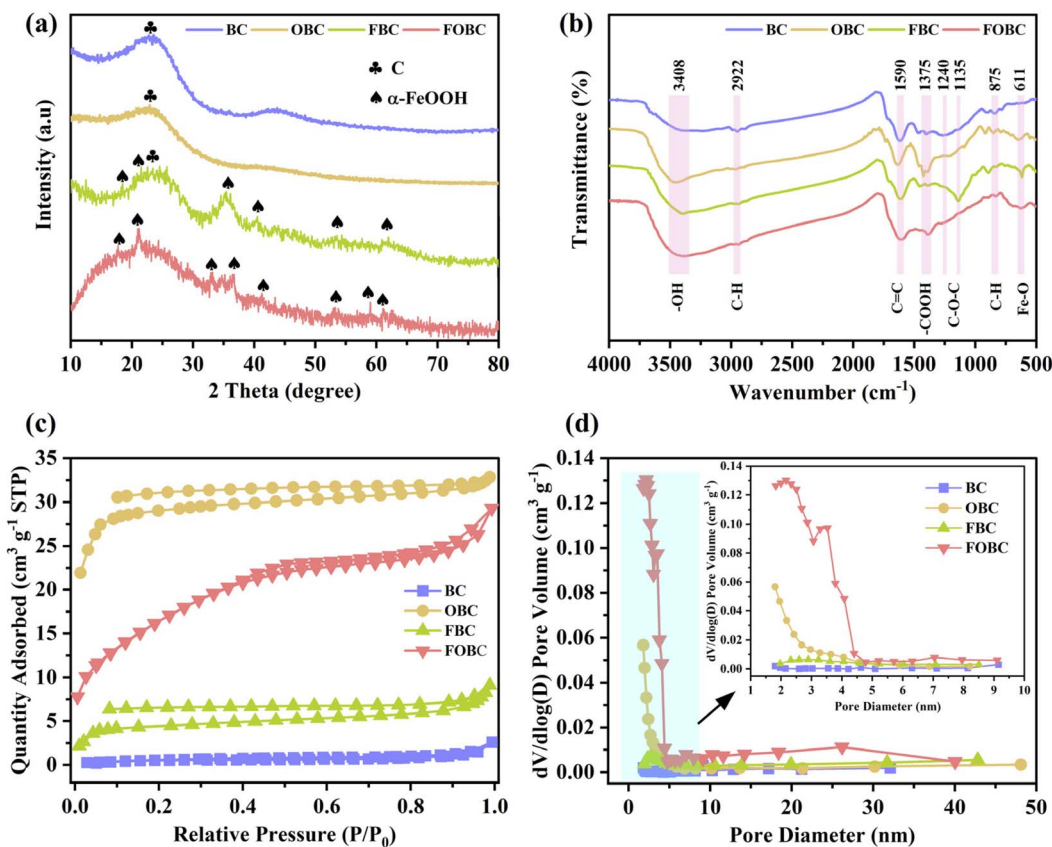 (a)
BC OBC FBC FOBC
♣ C
♠ α-FeOOH
Intensity (a.u)
10 20 30 40 50 60 70 80
2 Theta (degree)
(b)
BC OBC FBC FOBC
3408 2922 1590 1375 1240 1135 875 611
Transmittance (%)
-OH C-H C=C -COOH C-O-C C-H Fe-O
4000 3500 3000 2500 2000 1500 1000 500
Wavenumber (cm⁻¹)
(c)
Quantity Adsorbed (cm³ g⁻¹ STP)
35
30
25
20
15
10
5
0
BC
OBC
FBC
FOBC
0.0 0.2 0.4 0.6 0.8 1.0
Relative Pressure (P/P₀)
(d)
dV/dlog(D) Pore Volume (cm³ g⁻¹)
0.14
0.12
0.10
0.08
0.06
0.04
0.02
0.00
0 10 20 30 40 50
Pore Diameter (nm)
dV/dlog(D) Pore Volume (cm³ g⁻¹)
0.14
0.12
0.10
0.08
0.06
0.04
0.02
0.00
BC
OBC
FBC
FOBC
1 2 3 4 5 6 7 8 9 10
Pore Diameter (nm)